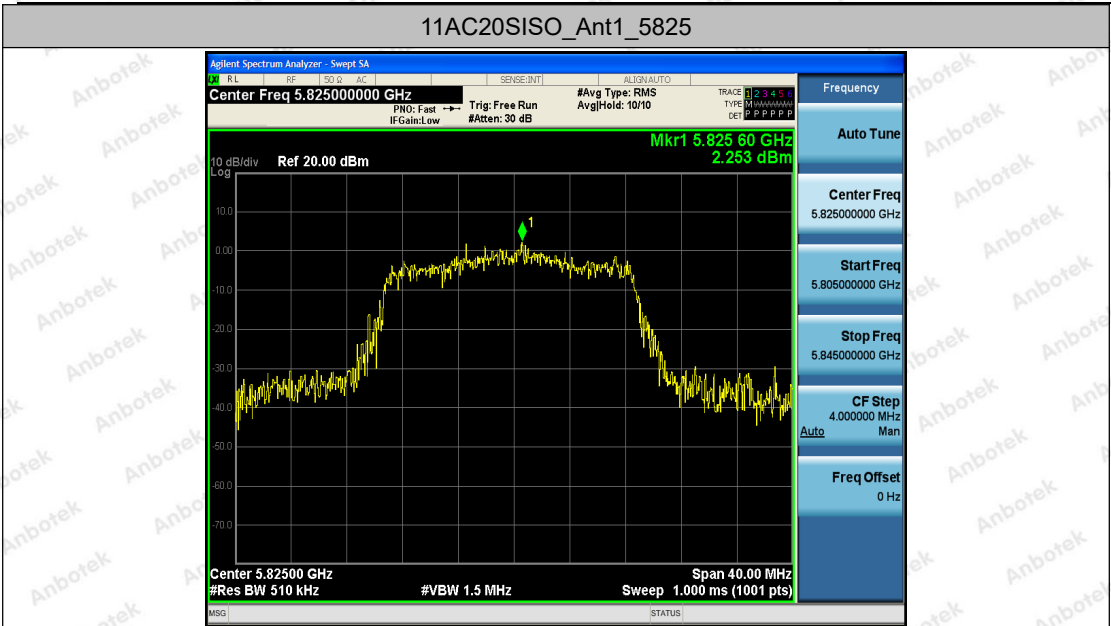 11AC20SISO_Ant1_5825
Agilent Spectrum Analyzer - Swept SA
LXI RL RF 50 Ω AC SENSE:INT ALIGNAUTO
Center Freq 5.825000000 GHz
PNO: Fast
IFGain:Low
Trig: Free Run
#Atten: 30 dB
#Avg Type: RMS
Avg|Hold: 10/10
TRACE 1 2 3 4 5 6
TYPE M
DET P P P P P P
Mkr1 5.825 60 GHz
2.253 dBm
10 dB/div Ref 20.00 dBm
Log
1
10.0
0.00
-10.0
-20.0
-30.0
-40.0
-50.0
-60.0
-70.0
Center 5.82500 GHz
Span 40.00 MHz
#Res BW 510 kHz
#VBW 1.5 MHz
Sweep 1.000 ms (1001 pts)
MSG
STATUS
Frequency
Auto Tune
Center Freq
5.825000000 GHz
Start Freq
5.805000000 GHz
Stop Freq
5.845000000 GHz
CF Step
4.000000 MHz
Auto Man
Freq Offset
0 Hz
Anbotek